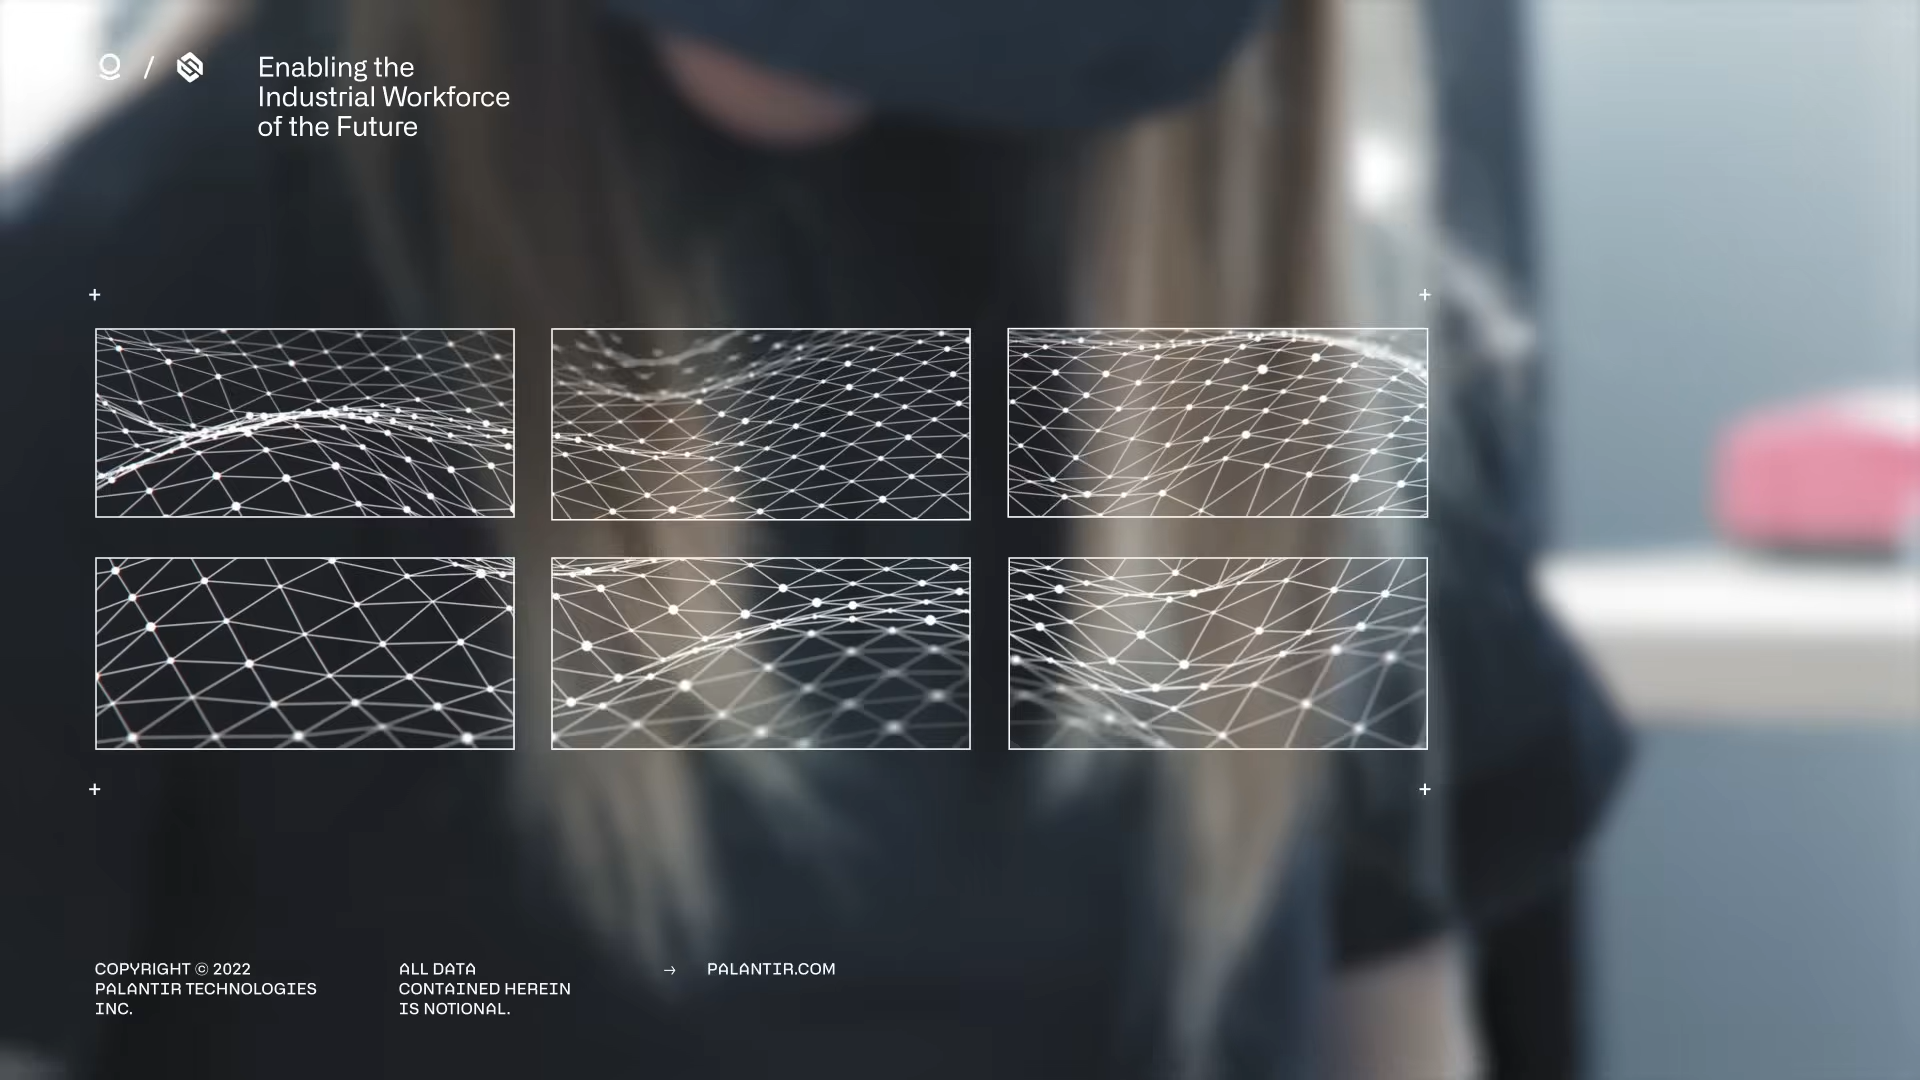 Enabling the
Industrial Workforce
of the Future
COPYRIGHT © 2022
PALANTIR TECHNOLOGIES
INC.
ALL DATA
CONTAINED HEREIN
IS NOTIONAL.
→ PALANTIR.COM